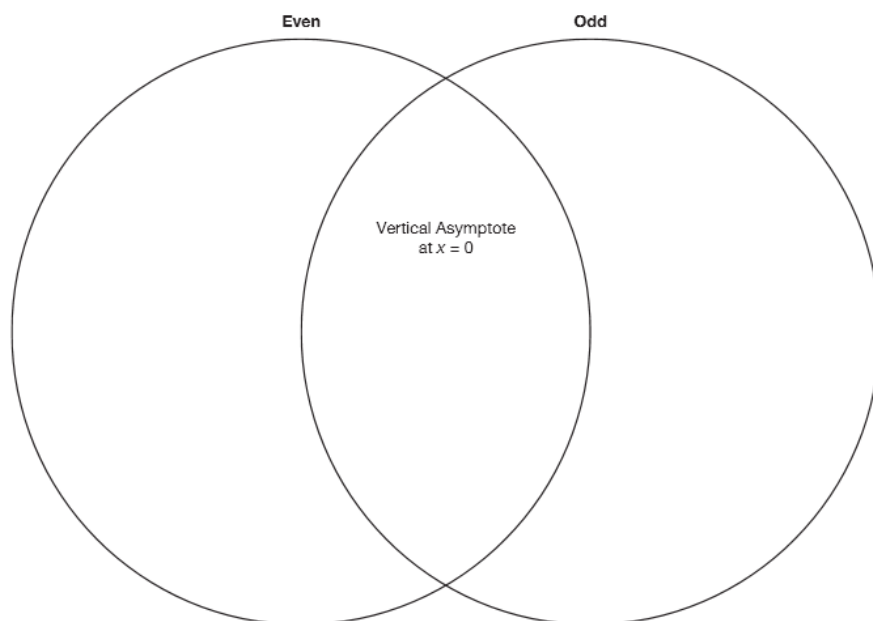 Even
Odd
Vertical Asymptote
at x = 0